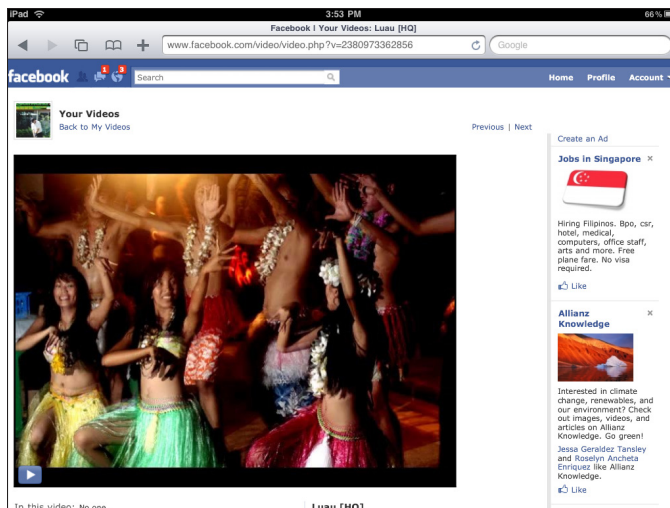 iPad
3:53 PM
66%
Facebook | Your Videos: Luau [HQ]
www.facebook.com/video/video.php?v=2380973362856
Google
facebook
1
3
Search
Home Profile Account
Your Videos
Back to My Videos
Previous | Next
Create an Ad
Jobs in Singapore
Hiring Filipinos. Bpo, csr,
hotel, medical,
computers, office staff,
arts and more. Free
plane fare. No visa
required.
Like
Allianz
Knowledge
Interested in climate
change, renewables, and
our environment? Check
out images, videos, and
articles on Allianz
Knowledge. Go green!
Jessa Geraldez Tansley
and Roselyn Ancheta
Enriquez like Allianz
Knowledge.
Like
In this video: No one
Luau [HQ]